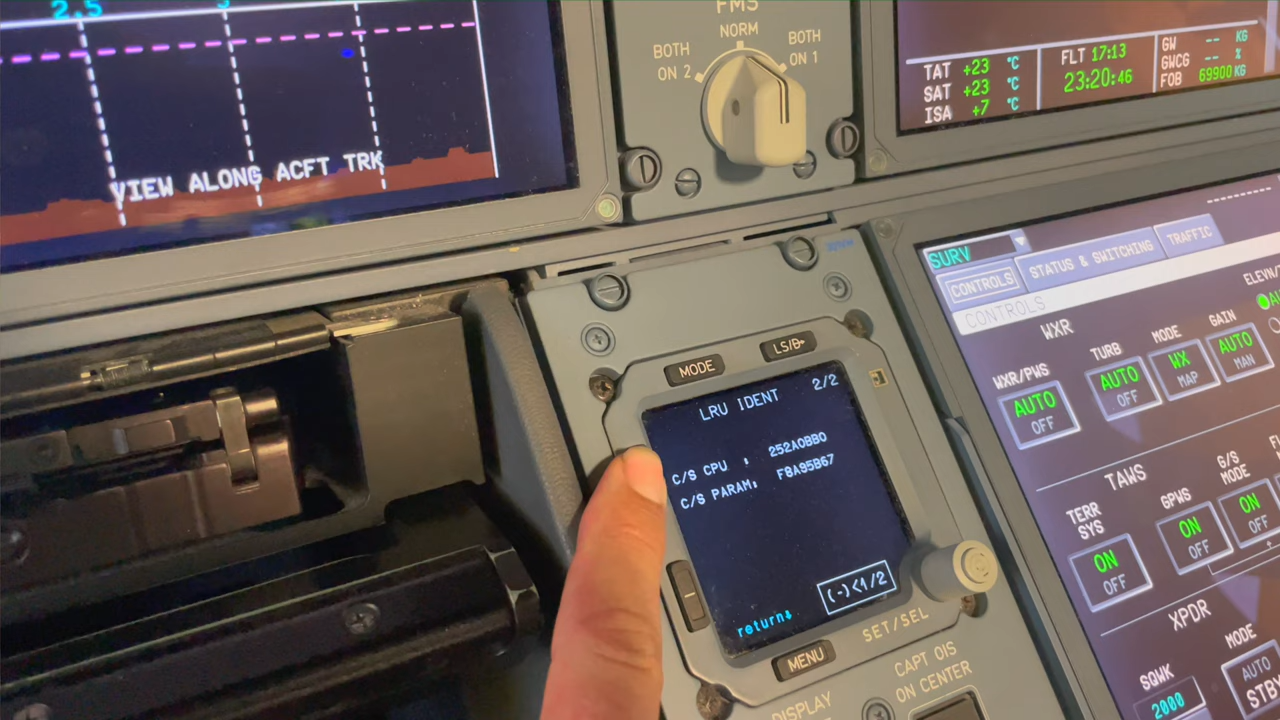 2.5
VIEW ALONG ACFT TRK
FMS
NORM
BOTH ON 2
BOTH ON 1
TAT +23 °C
SAT +23 °C
ISA +7 °C
FLT 17:13
23:20:46
GW -- KG
GWCG -- %
FOB 69900 KG
MODE
LS/B
LRU IDENT 2/2
C/S CPU : 252A0BB0
C/S PARAM: F8A95B67
(-)<1/2
return
MENU
SET/SEL
CAPT OIS
ON CENTER
DISPLAY
SURV
CONTROLS
STATUS & SWITCHING
TRAFFIC
CONTROLS
WXR
WXR/PWS
AUTO
OFF
TURB
AUTO
OFF
MODE
WX
MAP
GAIN
AUTO
MAN
TAWS
TERR
SYS
ON
OFF
GPWS
ON
OFF
G/S
MODE
ON
OFF
XPDR
SQWK
2000
MODE
AUTO
STBY